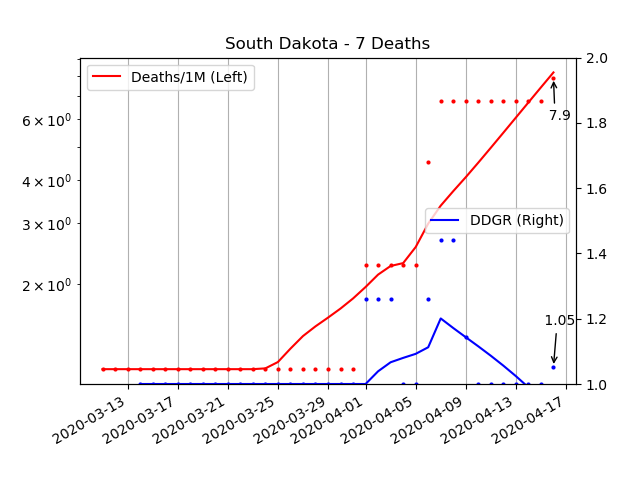 South Dakota - 7 Deaths
Deaths/1M (Left)
DDGR (Right)
7.9
1.05
6 × 10⁰
4 × 10⁰
3 × 10⁰
2 × 10⁰
2.0
1.8
1.6
1.4
1.2
1.0
2020-03-13
2020-03-17
2020-03-21
2020-03-25
2020-03-29
2020-04-01
2020-04-05
2020-04-09
2020-04-13
2020-04-17